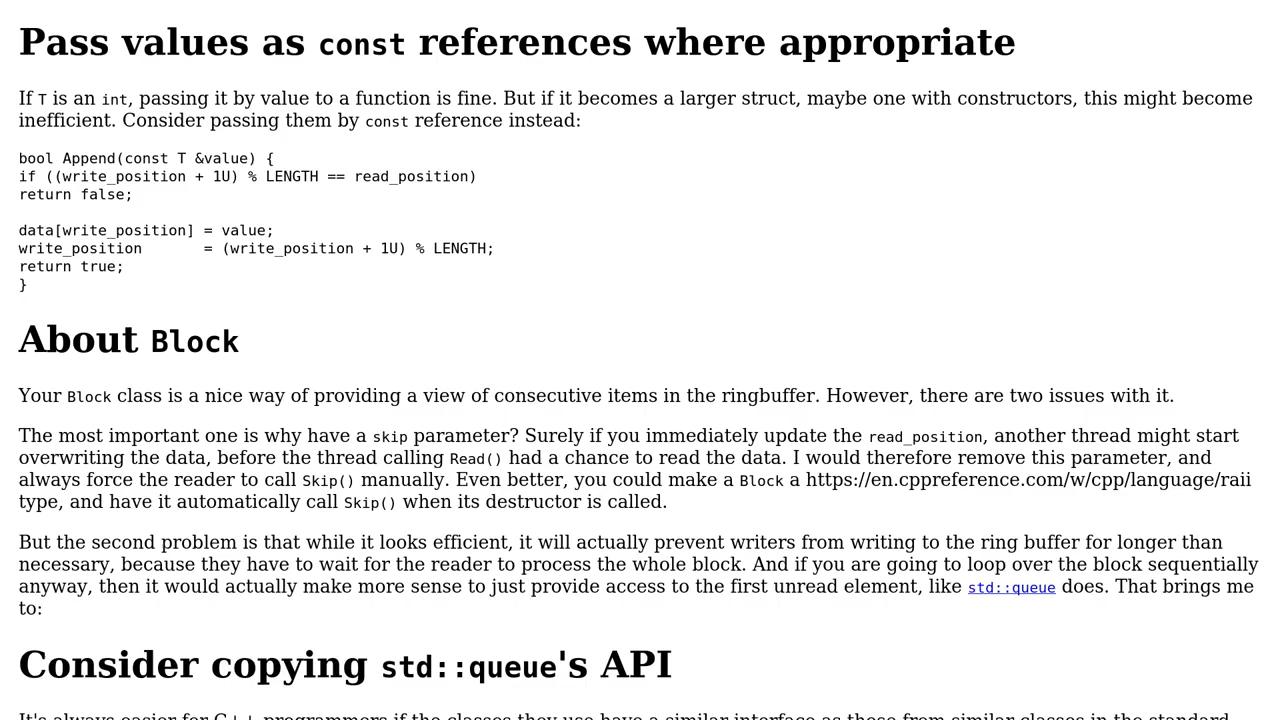 Pass values as const references where appropriate
If T is an int, passing it by value to a function is fine. But if it becomes a larger struct, maybe one with constructors, this might become
inefficient. Consider passing them by const reference instead:
bool Append(const T &value) {
if ((write_position + 1U) % LENGTH == read_position)
return false;
data[write_position] = value;
write_position       = (write_position + 1U) % LENGTH;
return true;
}
About Block
Your Block class is a nice way of providing a view of consecutive items in the ringbuffer. However, there are two issues with it.
The most important one is why have a skip parameter? Surely if you immediately update the read_position, another thread might start
overwriting the data, before the thread calling Read() had a chance to read the data. I would therefore remove this parameter, and
always force the reader to call Skip() manually. Even better, you could make a Block a https://en.cppreference.com/w/cpp/language/raii
type, and have it automatically call Skip() when its destructor is called.
But the second problem is that while it looks efficient, it will actually prevent writers from writing to the ring buffer for longer than
necessary, because they have to wait for the reader to process the whole block. And if you are going to loop over the block sequentially
anyway, then it would actually make more sense to just provide access to the first unread element, like std::queue does. That brings me
to:
Consider copying std::queue's API
It's always easier for C++ programmers if the classes they use have a similar interface as those from similar classes in the standard